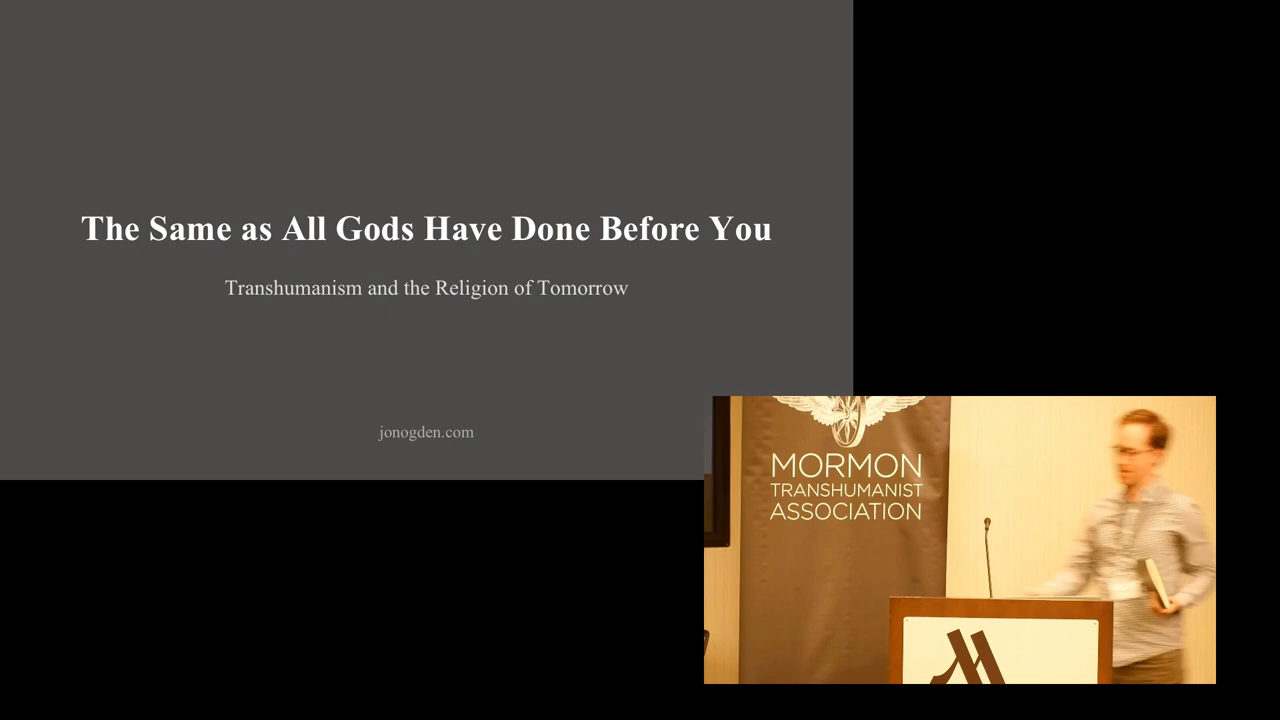 The Same as All Gods Have Done Before You
Transhumanism and the Religion of Tomorrow
jonogden.com
MORMON
TRANSHUMANIST
ASSOCIATION